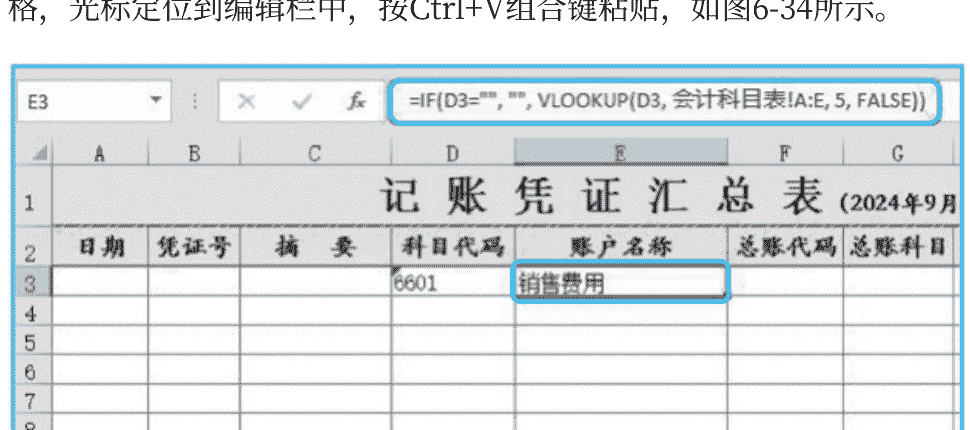 格，光标定位到编辑栏中，按Ctrl+V组合键粘贴，如图6-34所示。
E3 fx =IF(D3="", "", VLOOKUP(D3, 会计科目表!A:E, 5, FALSE))
A B C D E F G
1 记 账 凭 证 汇 总 表 (2024年9月
2 日期 凭证号 摘 要 科目代码 账户名称 总账代码 总账科目
3 6601 销售费用
4
5
6
7
8